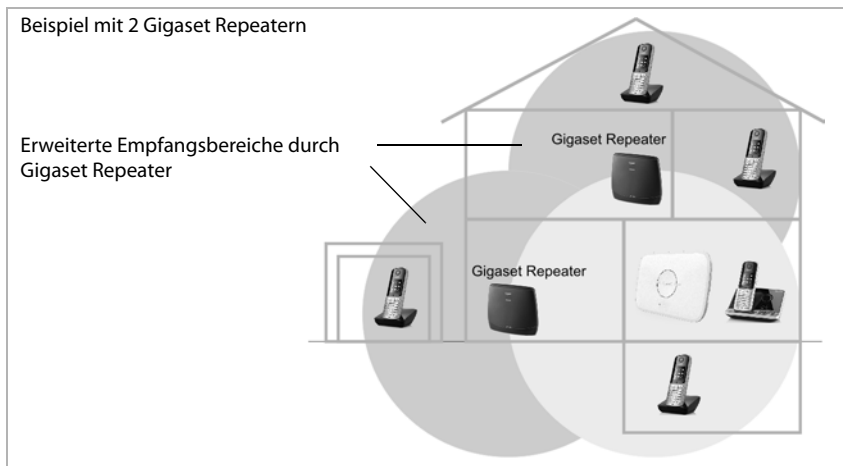 Beispiel mit 2 Gigaset Repeatern
Erweiterte Empfangsbereiche durch
Gigaset Repeater
Gigaset Repeater
Gigaset Repeater